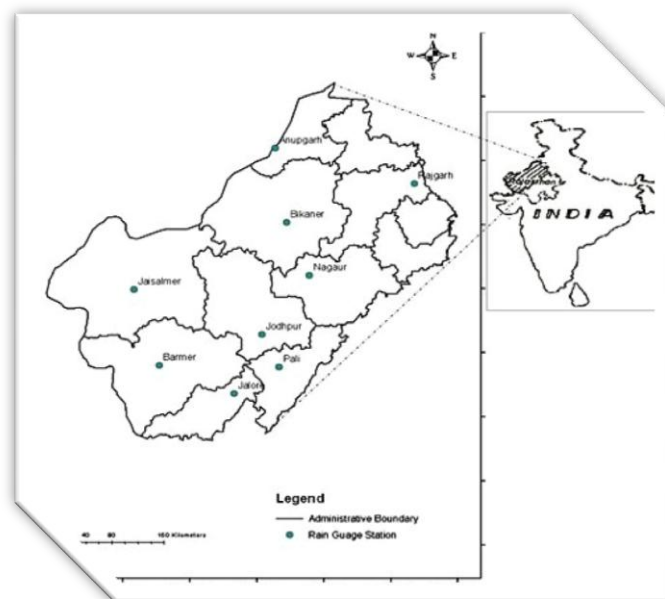 N
W E
S
Anupgarh
Rajgarh
Bikaner
INDIA
Nagaur
Jaisalmer
Jodhpur
Barmer
Pali
Jalore
Legend
Administrative Boundary
Rain Guage Station
40 80 160 Kilometers